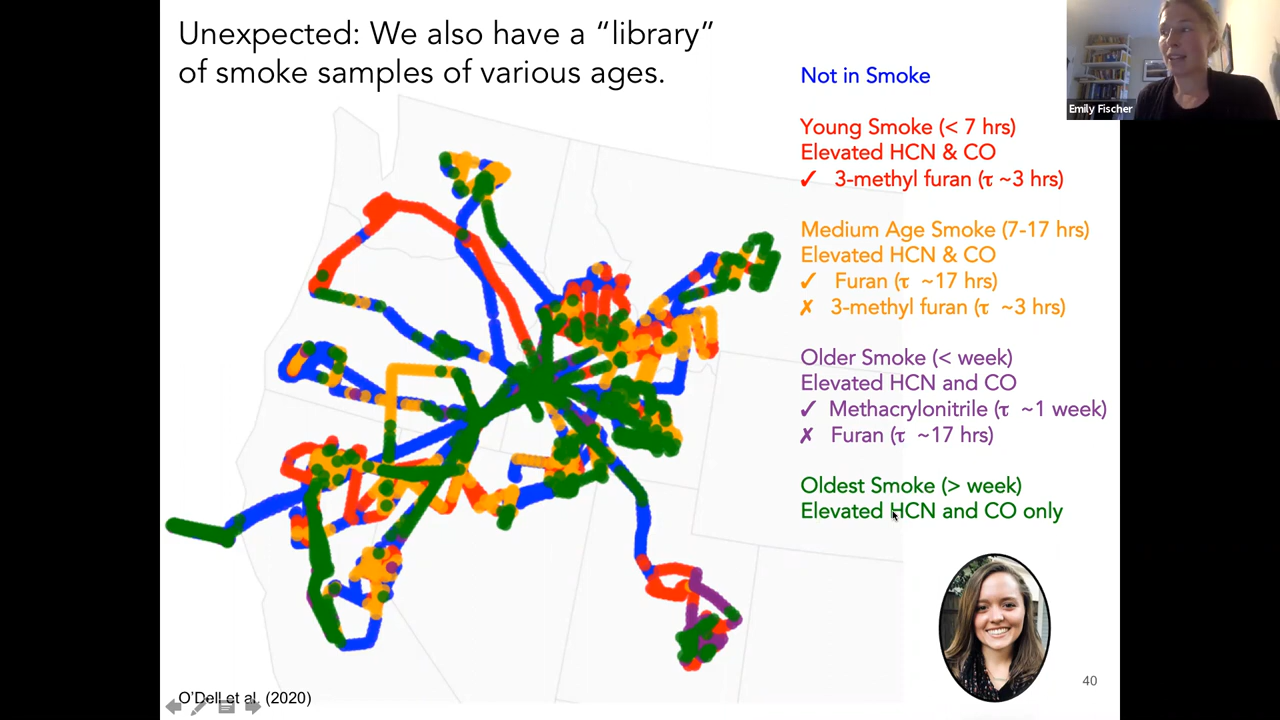 Unexpected: We also have a “library”
of smoke samples of various ages.
Emily Fischer
Not in Smoke
Young Smoke (< 7 hrs)
Elevated HCN & CO
✓ 3-methyl furan (τ ~3 hrs)
Medium Age Smoke (7-17 hrs)
Elevated HCN & CO
✓ Furan (τ ~17 hrs)
✗ 3-methyl furan (τ ~3 hrs)
Older Smoke (< week)
Elevated HCN and CO
✓ Methacrylonitrile (τ ~1 week)
✗ Furan (τ ~17 hrs)
Oldest Smoke (> week)
Elevated HCN and CO only
O’Dell et al. (2020)
40